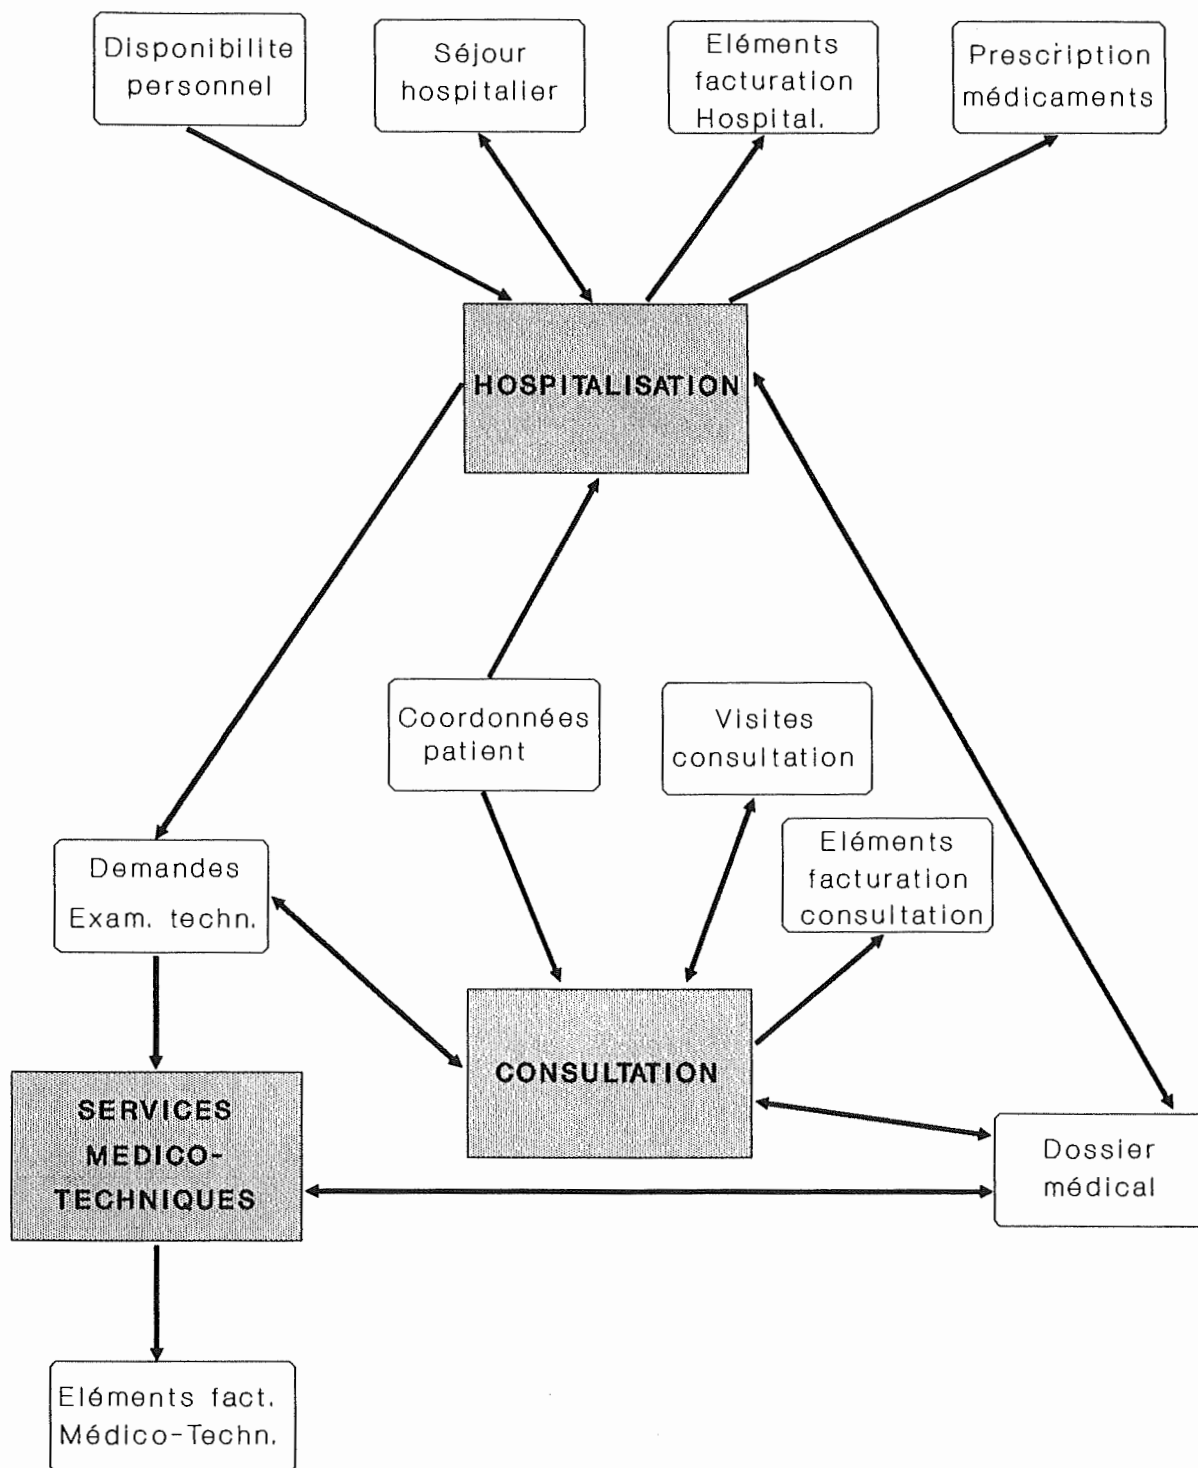 Disponibilite
personnel
Séjour
hospitalier
Eléments
facturation
Hospital.
Prescription
médicaments
HOSPITALISATION
Coordonnées
patient
Visites
consultation
Eléments
facturation
consultation
Demandes
Exam. techn.
CONSULTATION
SERVICES
MEDICO-
TECHNIQUES
Dossier
médical
Eléments fact.
Médico-Techn.